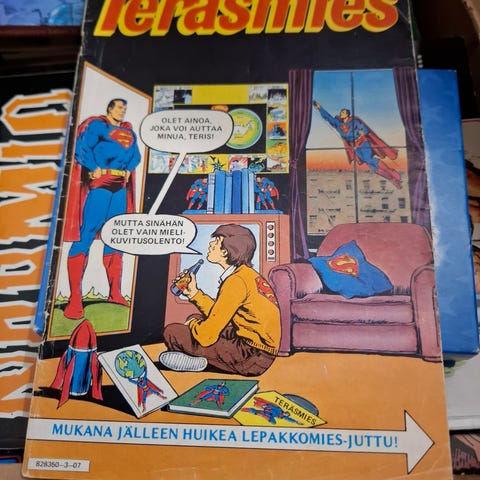 Teräsmies
OLET AINOA,
JOKA VOI AUTTAA
MINUA, TERIS!
MUTTA SINÄHÄN
OLET VAIN MIELI-
KUVITUSOLENTO!
TERÄSMIES
MUKANA JÄLLEEN HUIKEA LEPAKKOMIES-JUTTU!
828350-3-07